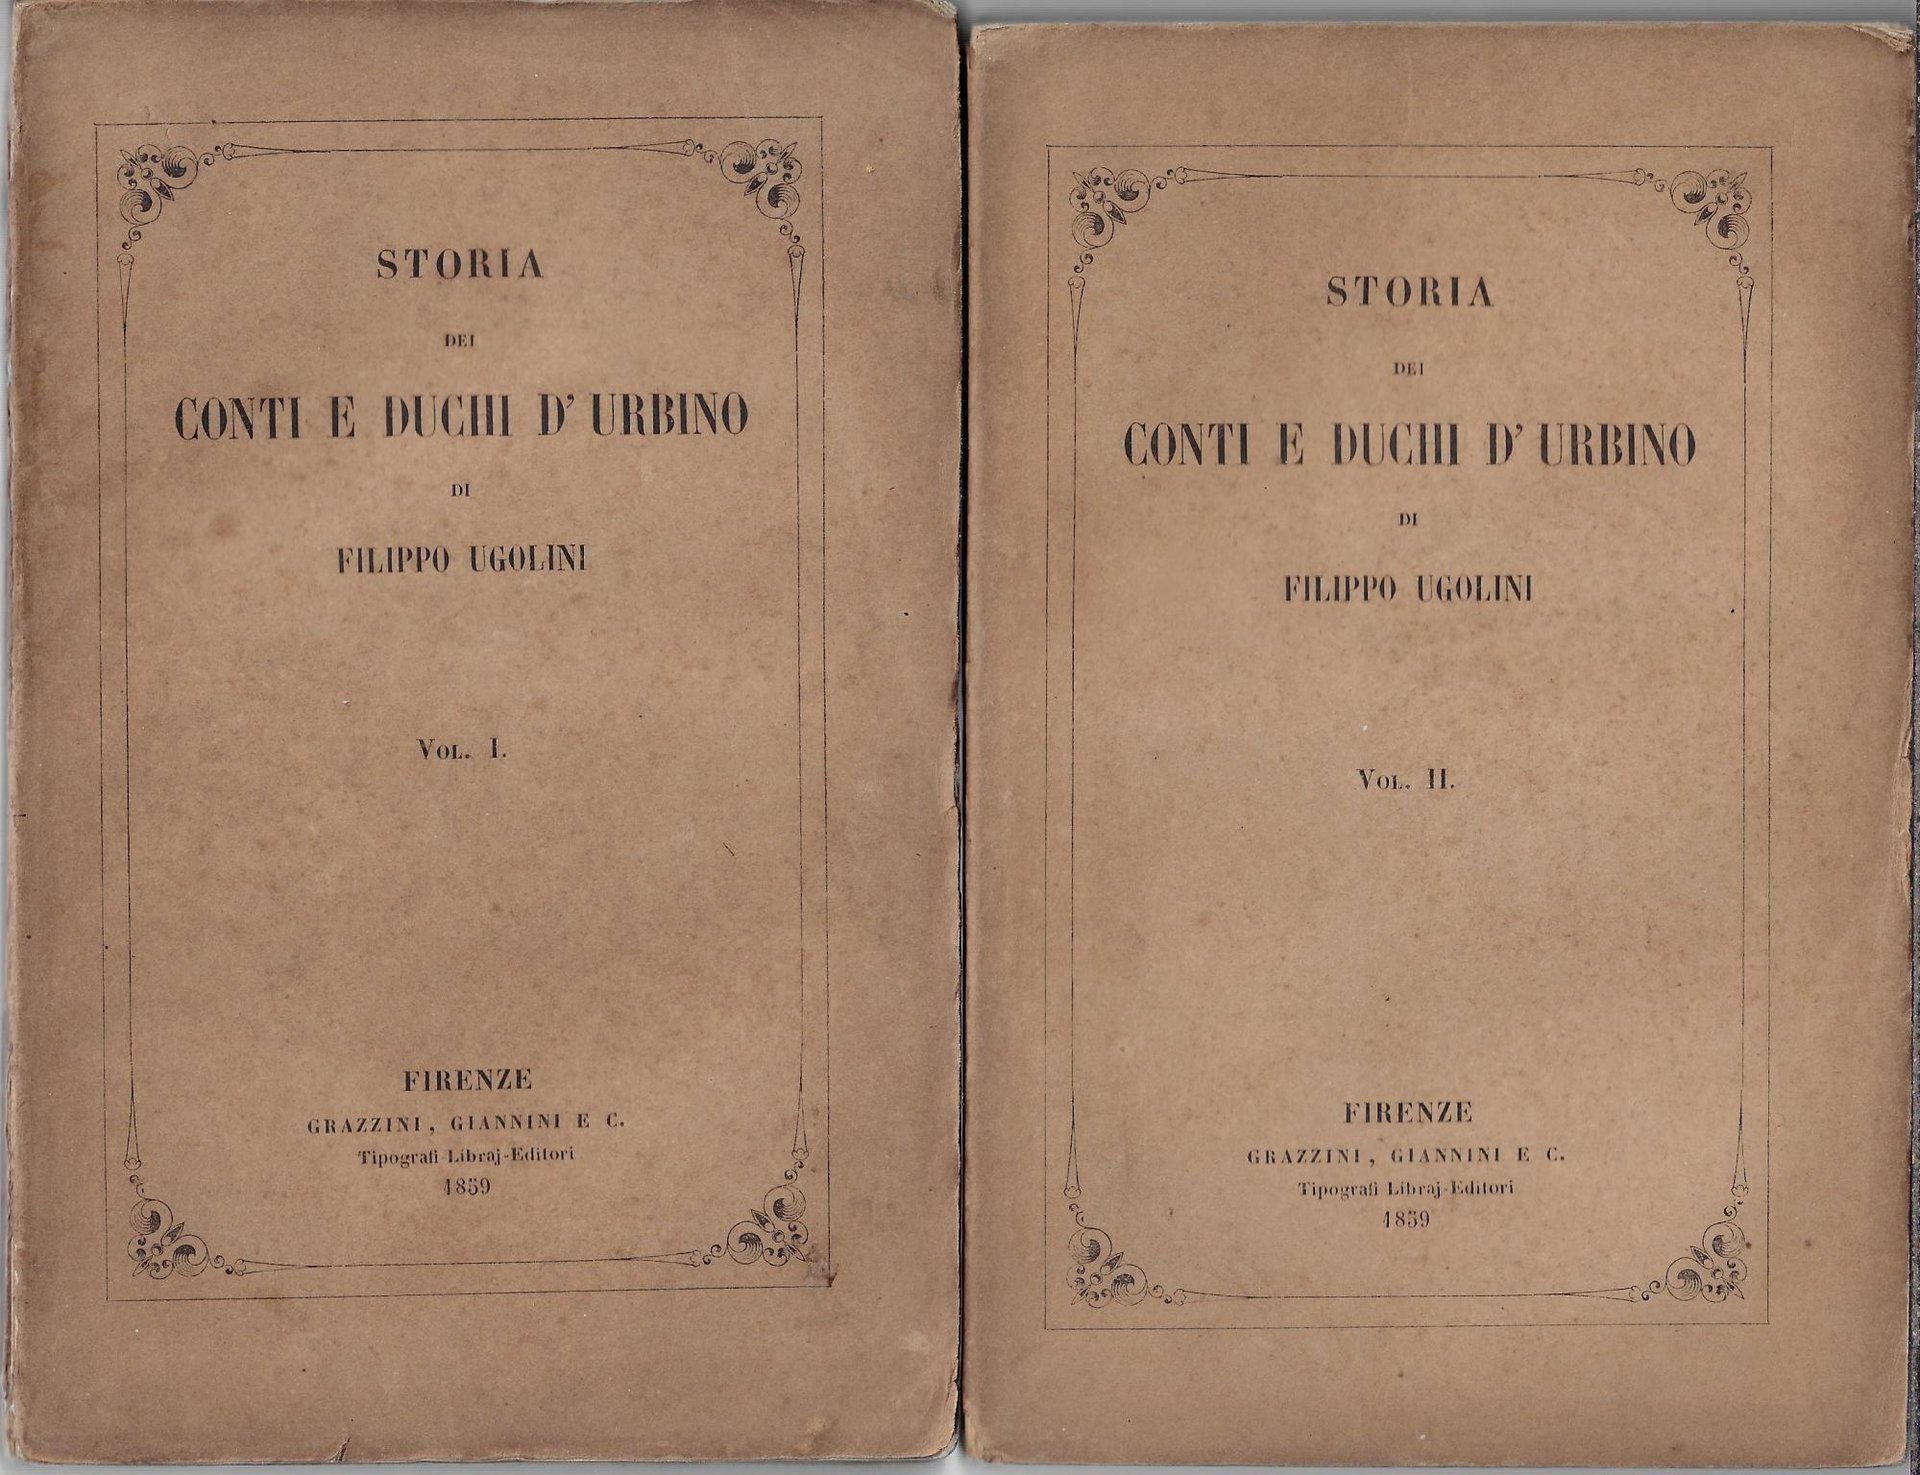 STORIA
DEI
CONTI E DUCHI D' URBINO
DI
FILIPPO UGOLINI
VOL. I.
FIRENZE
GRAZZINI, GIANNINI E C.
Tipografi-Libraj-Editori
1859
STORIA
DEI
CONTI E DUCHI D' URBINO
DI
FILIPPO UGOLINI
VOL. II.
FIRENZE
GRAZZINI, GIANNINI E C.
Tipografi Libraj-Editori
1859